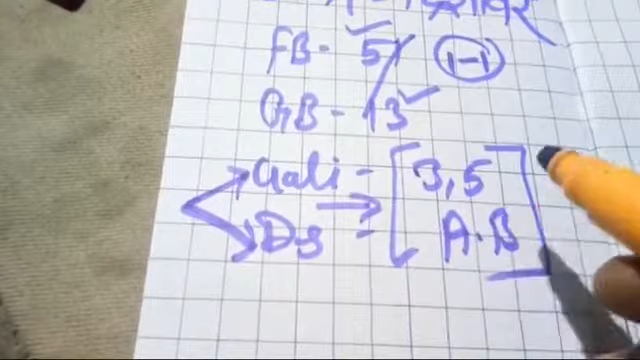 FB - 5 (1-1)
GB - 13
Gali - [3,5
Ds - A.B]